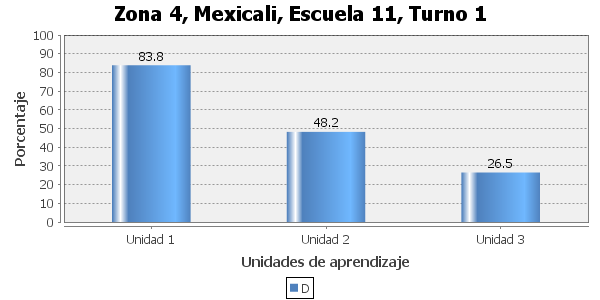 Zona 4, Mexicali, Escuela 11, Turno 1
Porcentaje
100
90
80
70
60
50
40
30
20
10
0
83.8
48.2
26.5
Unidad 1
Unidad 2
Unidad 3
Unidades de aprendizaje
D